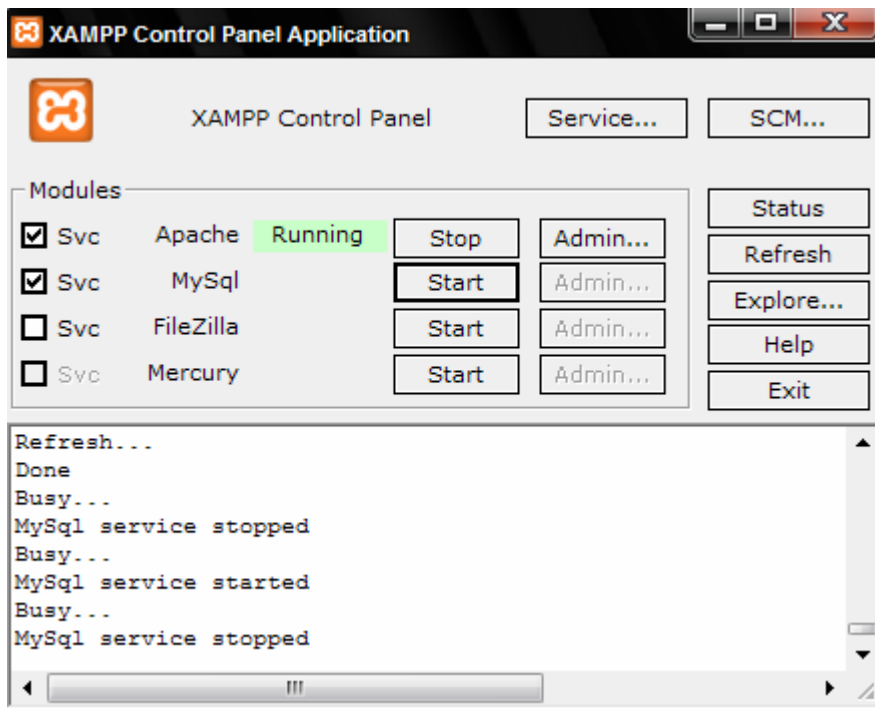 XAMPP Control Panel Application
XAMPP Control Panel Service... SCM...
Modules
Svc Apache Running Stop Admin...
Svc MySql Start Admin...
Svc FileZilla Start Admin...
Svc Mercury Start Admin...
Status
Refresh
Explore...
Help
Exit
Refresh...
Done
Busy...
MySql service stopped
Busy...
MySql service started
Busy...
MySql service stopped